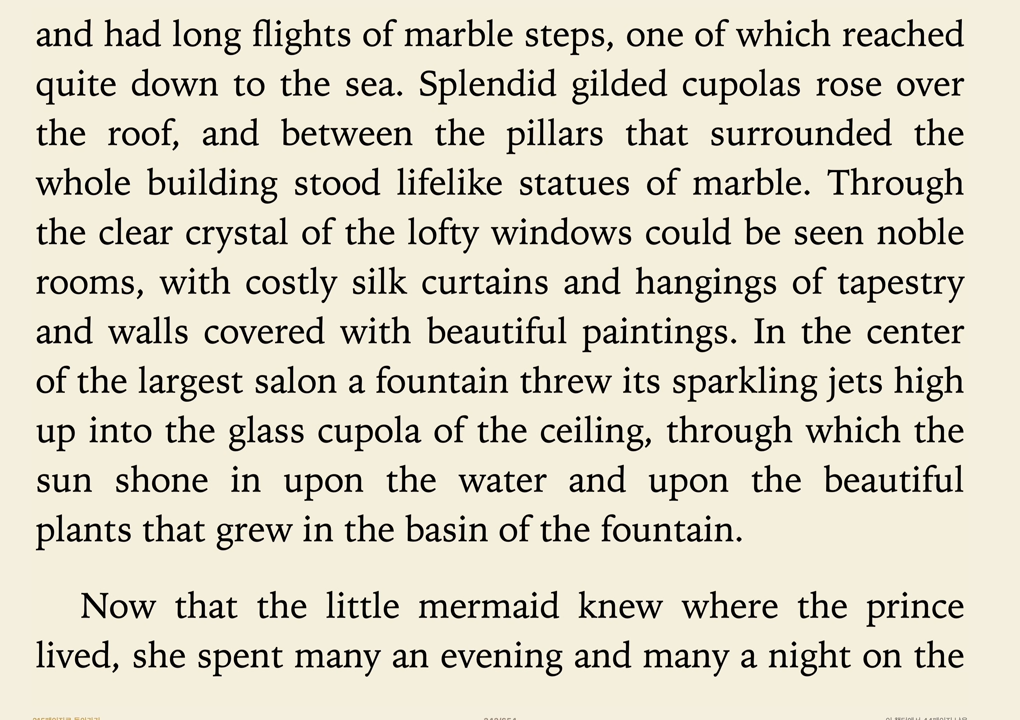 and had long flights of marble steps, one of which reached
quite down to the sea. Splendid gilded cupolas rose over
the roof, and between the pillars that surrounded the
whole building stood lifelike statues of marble. Through
the clear crystal of the lofty windows could be seen noble
rooms, with costly silk curtains and hangings of tapestry
and walls covered with beautiful paintings. In the center
of the largest salon a fountain threw its sparkling jets high
up into the glass cupola of the ceiling, through which the
sun shone in upon the water and upon the beautiful
plants that grew in the basin of the fountain.
Now that the little mermaid knew where the prince
lived, she spent many an evening and many a night on the